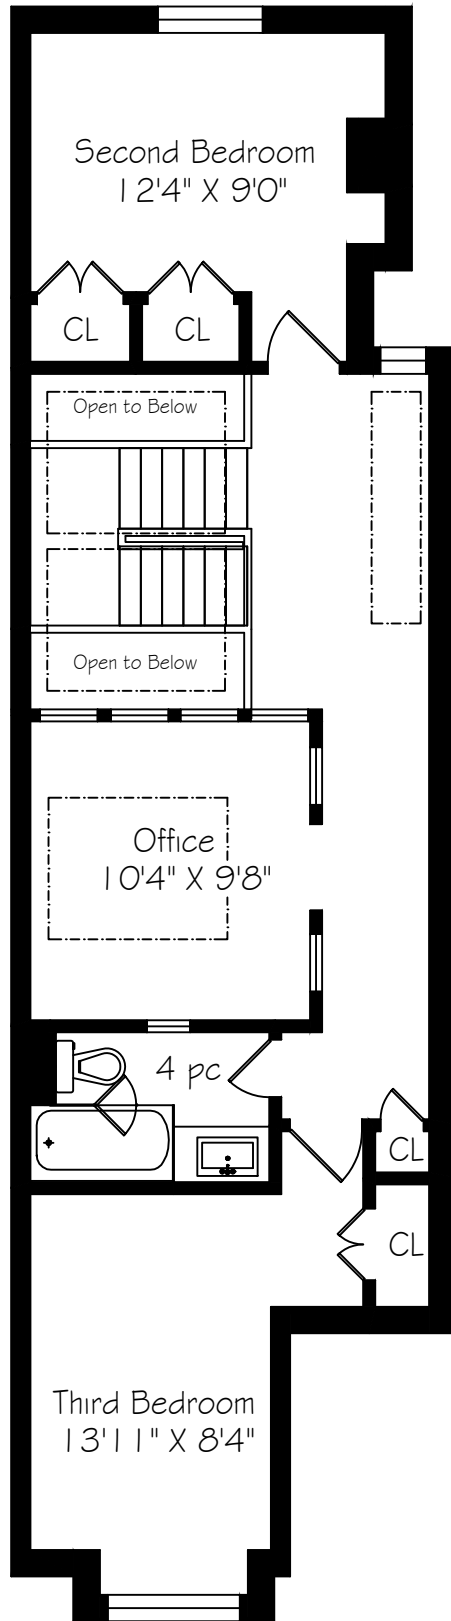 Second Bedroom
12'4" X 9'0"
CL
CL
Open to Below
Open to Below
Office
10'4" X 9'8"
4 pc
CL
CL
Third Bedroom
13'11" X 8'4"